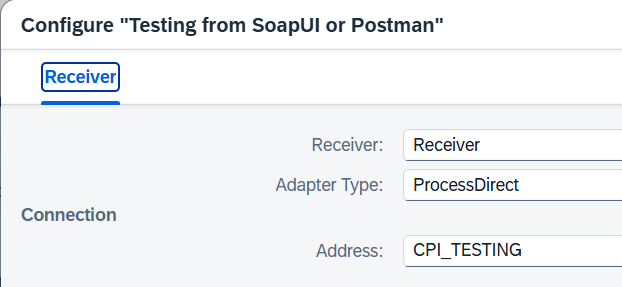 Configure "Testing from SoapUI or Postman"
Receiver
Receiver: Receiver
Adapter Type: ProcessDirect
Connection
Address: CPI_TESTING